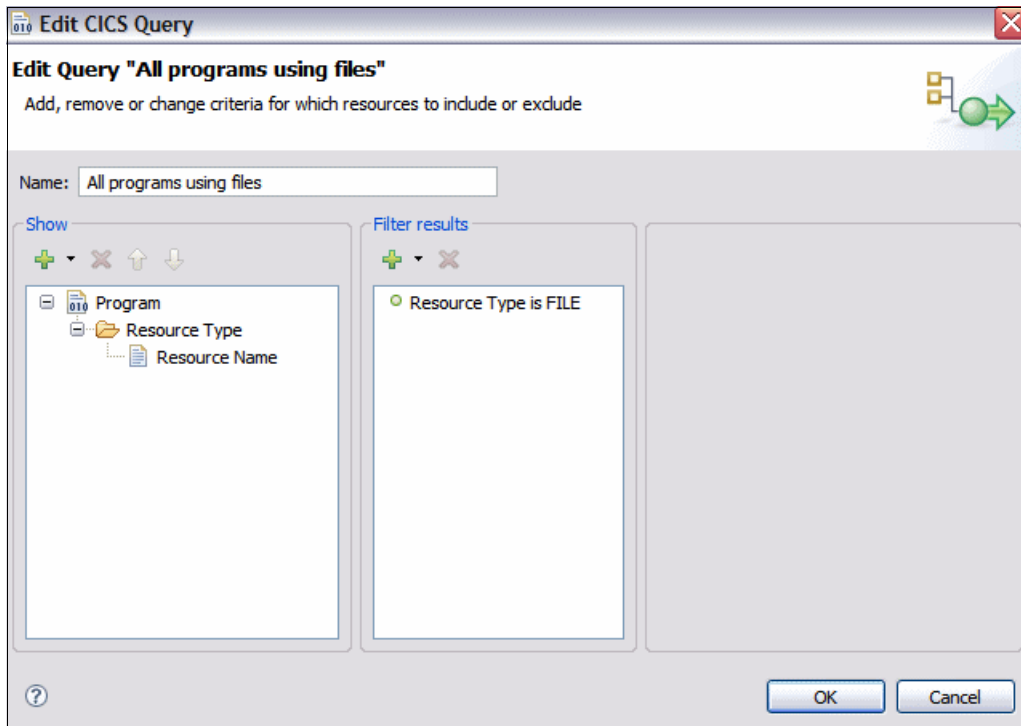 Edit CICS Query
Edit Query "All programs using files"
Add, remove or change criteria for which resources to include or exclude
Name: All programs using files
Show
Program
Resource Type
Resource Name
Filter results
Resource Type is FILE
OK
Cancel